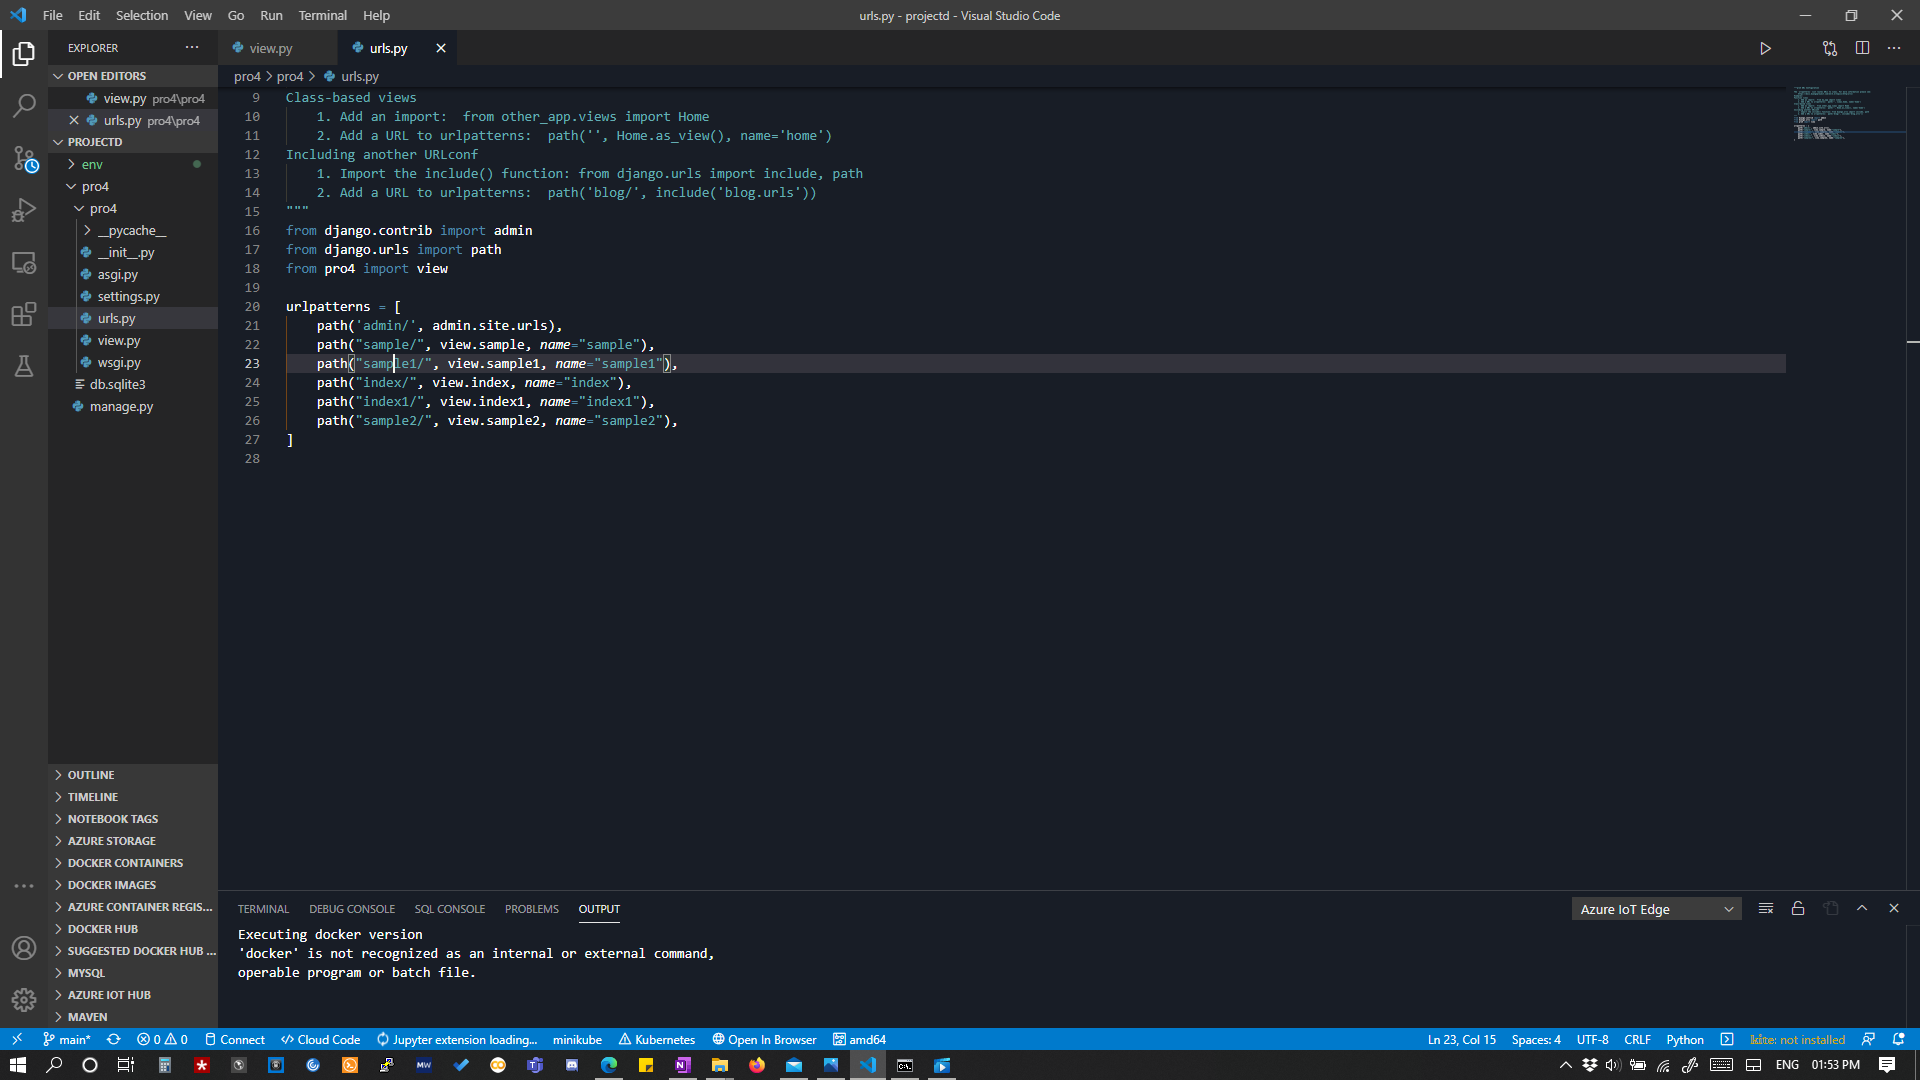 File Edit Selection View Go Run Terminal Help
urls.py - projectd - Visual Studio Code
EXPLORER
view.py
urls.py
OPEN EDITORS
view.py pro4\pro4
urls.py pro4\pro4
PROJECTD
env
pro4
pro4
__pycache__
__init__.py
asgi.py
settings.py
urls.py
view.py
wsgi.py
db.sqlite3
manage.py
OUTLINE
TIMELINE
NOTEBOOK TAGS
AZURE STORAGE
DOCKER CONTAINERS
DOCKER IMAGES
AZURE CONTAINER REGIS...
DOCKER HUB
SUGGESTED DOCKER HUB ...
MYSQL
AZURE IOT HUB
MAVEN
pro4 > pro4 > urls.py
9 Class-based views
10     1. Add an import:  from other_app.views import Home
11     2. Add a URL to urlpatterns:  path('', Home.as_view(), name='home')
12 Including another URLconf
13     1. Import the include() function: from django.urls import include, path
14     2. Add a URL to urlpatterns:  path('blog/', include('blog.urls'))
15 """
16 from django.contrib import admin
17 from django.urls import path
18 from pro4 import view
19
20 urlpatterns = [
21     path('admin/', admin.site.urls),
22     path("sample/", view.sample, name="sample"),
23     path("sample1/", view.sample1, name="sample1"),
24     path("index/", view.index, name="index"),
25     path("index1/", view.index1, name="index1"),
26     path("sample2/", view.sample2, name="sample2"),
27 ]
28
TERMINAL DEBUG CONSOLE SQL CONSOLE PROBLEMS OUTPUT
Azure IoT Edge
Executing docker version
'docker' is not recognized as an internal or external command,
operable program or batch file.
main* 0 0 Connect Cloud Code Jupyter extension loading... minikube Kubernetes Open In Browser amd64
Ln 23, Col 15 Spaces: 4 UTF-8 CRLF Python kite: not installed
MW
ENG 01:53 PM